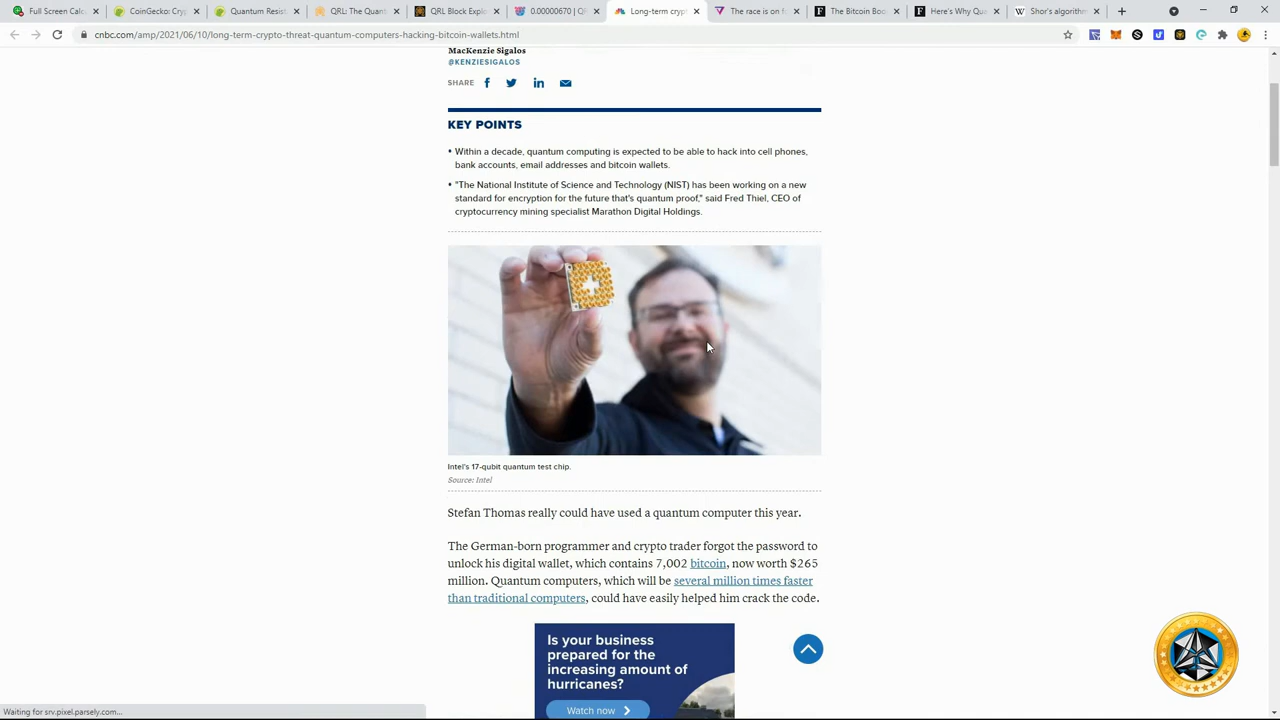 Full Screen Calc
CoinGecko: Cryp
Quantum Resist
QRL: The Quant
QRL Block Explo
0.00000670 | QR
Long-term crypt
The race is on f
The Bitcoin Boo
Here's Why Qua
Shor's algorithm
cnbc.com/amp/2021/06/10/long-term-crypto-threat-quantum-computers-hacking-bitcoin-wallets.html
MacKenzie Sigalos
@KENZIESIGALOS
SHARE
KEY POINTS
• Within a decade, quantum computing is expected to be able to hack into cell phones,
bank accounts, email addresses and bitcoin wallets.
• "The National Institute of Science and Technology (NIST) has been working on a new
standard for encryption for the future that's quantum proof," said Fred Thiel, CEO of
cryptocurrency mining specialist Marathon Digital Holdings.
Intel's 17-qubit quantum test chip.
Source: Intel
Stefan Thomas really could have used a quantum computer this year.
The German-born programmer and crypto trader forgot the password to
unlock his digital wallet, which contains 7,002 bitcoin, now worth $265
million. Quantum computers, which will be several million times faster
than traditional computers, could have easily helped him crack the code.
Is your business
prepared for the
increasing amount of
hurricanes?
Watch now
Waiting for srv.pixel.parsely.com...